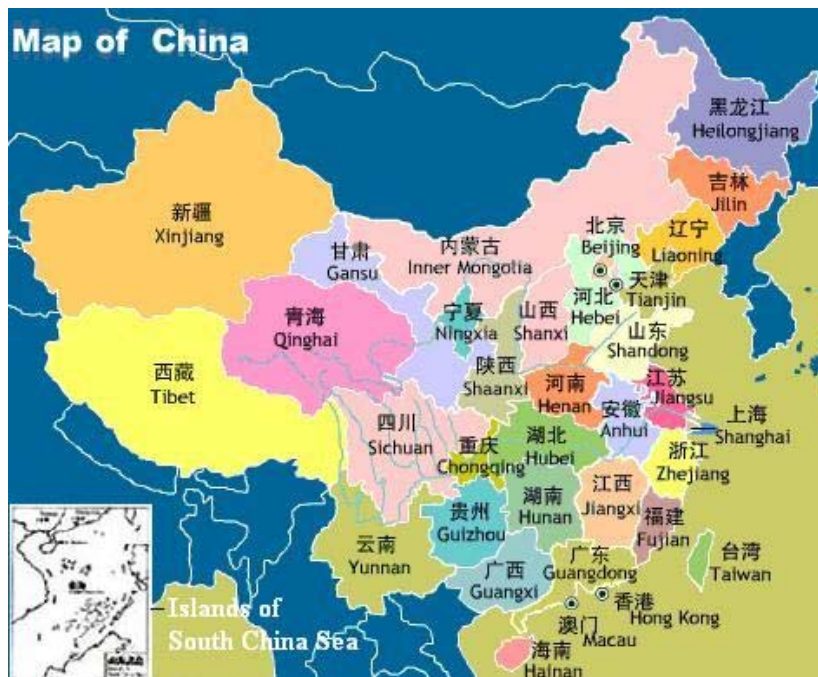 Map of China
黑龙江
Heilongjiang
吉林
Jilin
辽宁
Liaoning
新疆
Xinjiang
甘肃
Gansu
内蒙古
Inner Mongolia
北京
Beijing
天津
Tianjin
河北
Hebei
宁夏
Ningxia
山西
Shanxi
青海
Qinghai
山东
Shandong
西藏
Tibet
陕西
Shaanxi
河南
Henan
江苏
Jiangsu
安徽
Anhui
上海
Shanghai
四川
Sichuan
重庆
Chongqing
湖北
Hubei
浙江
Zhejiang
贵州
Guizhou
湖南
Hunan
江西
Jiangxi
福建
Fujian
云南
Yunnan
广西
Guangxi
广东
Guangdong
台湾
Taiwan
香港
Hong Kong
澳门
Macau
海南
Hainan
Islands of
South China Sea